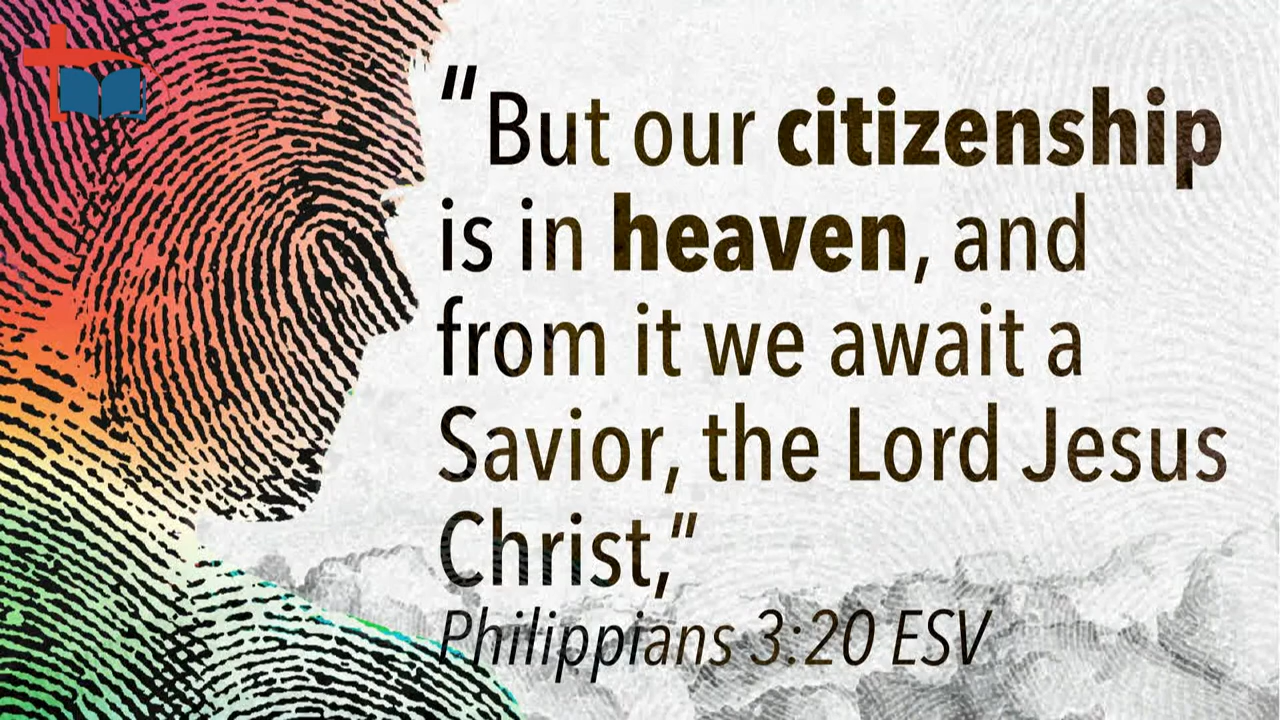 “But our citizenship
is in heaven, and
from it we await a
Savior, the Lord Jesus
Christ,”
Philippians 3:20 ESV